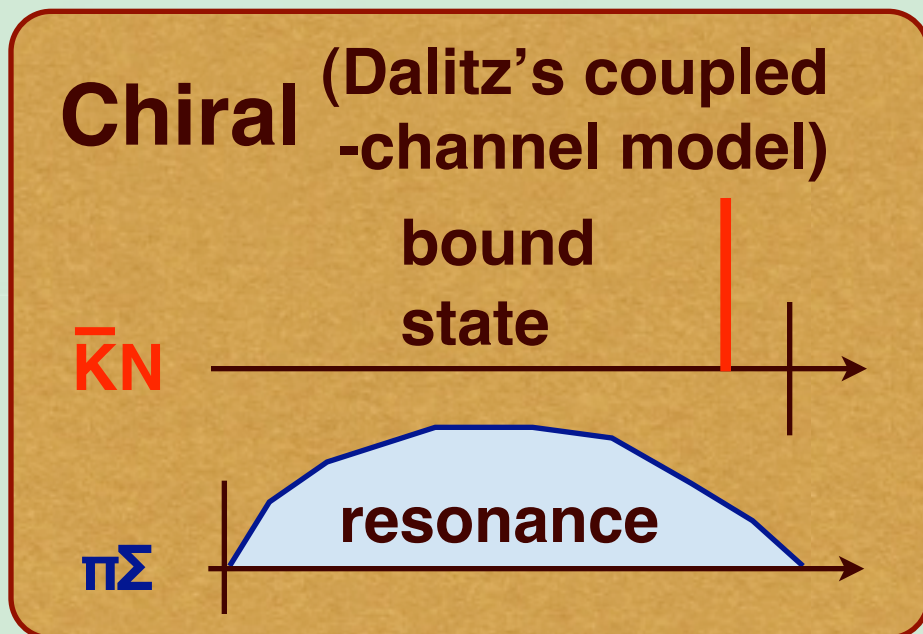 Chiral (Dalitz’s coupled
-channel model)
bound
state
K̅N
resonance
πΣ